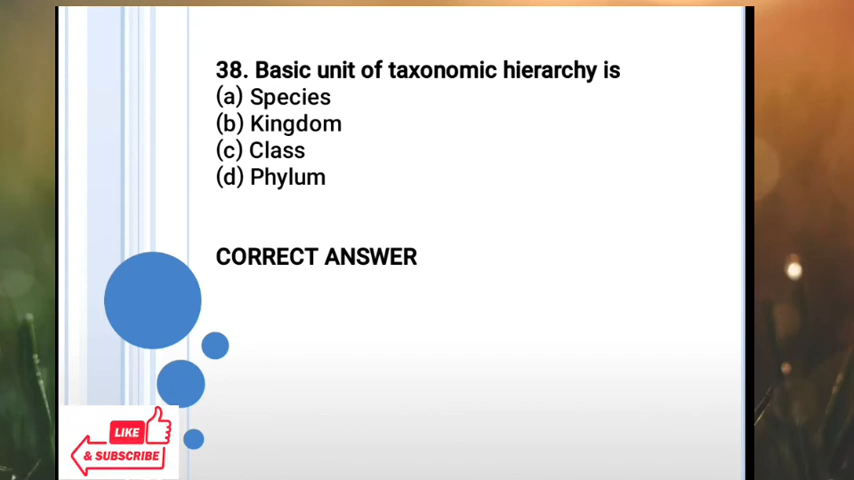 38. Basic unit of taxonomic hierarchy is
(a) Species
(b) Kingdom
(c) Class
(d) Phylum
CORRECT ANSWER
LIKE
& SUBSCRIBE